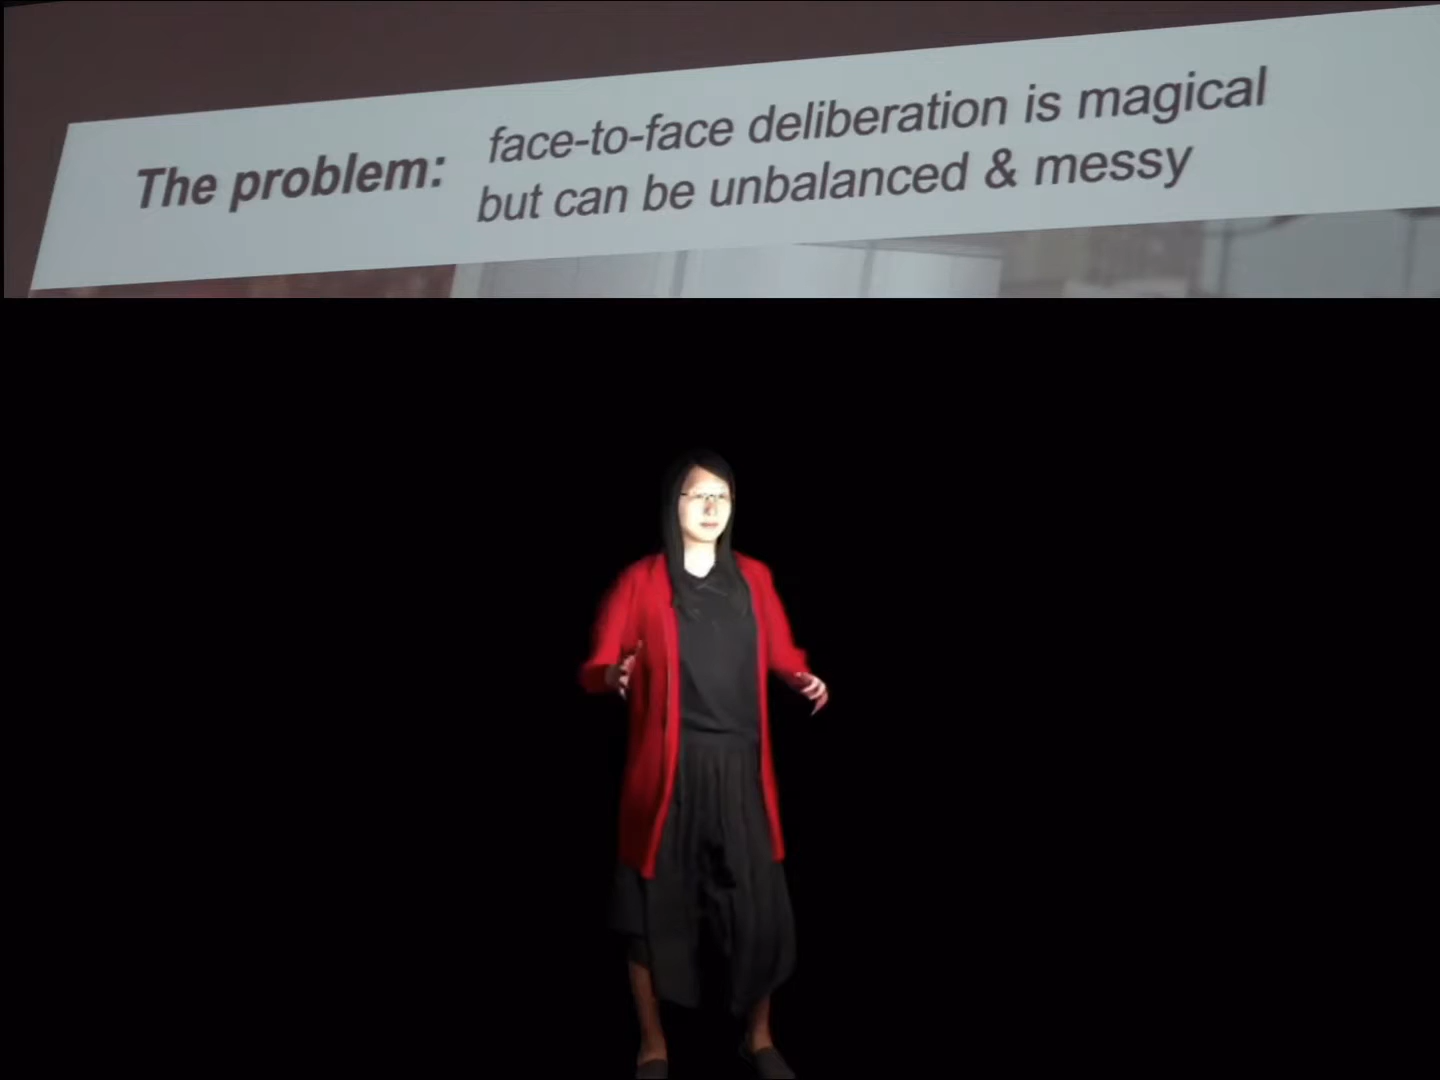 The problem: face-to-face deliberation is magical
but can be unbalanced & messy